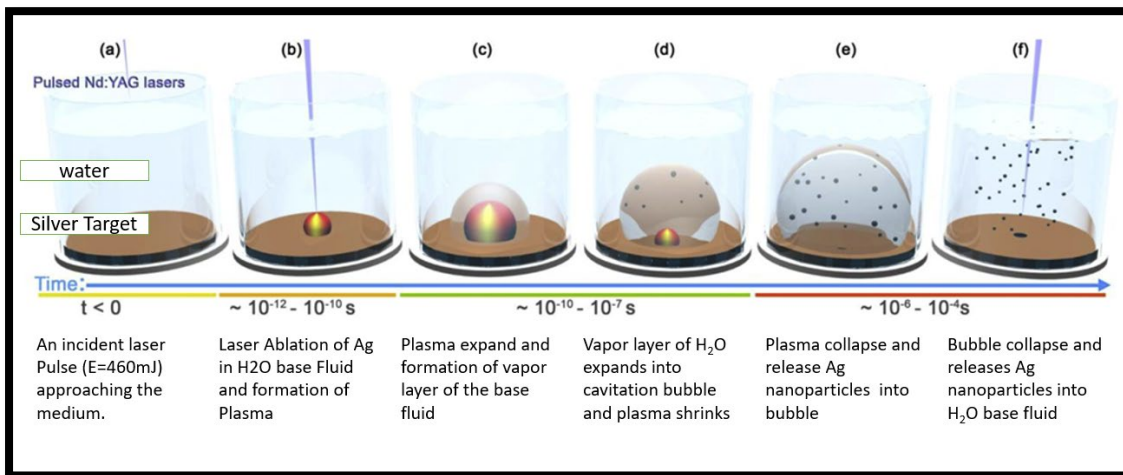 (a) (b) (c) (d) (e) (f)
Pulsed Nd:YAG lasers
water
Silver Target
Time:
t < 0
~ 10⁻¹² - 10⁻¹⁰ s
~ 10⁻¹⁰ - 10⁻⁷s
~ 10⁻⁶ - 10⁻⁴s
An incident laser
Pulse (E=460mJ)
approaching the
medium.
Laser Ablation of Ag
in H2O base Fluid
and formation of
Plasma
Plasma expand and
formation of vapor
layer of the base
fluid
Vapor layer of H₂O
expands into
cavitation bubble
and plasma shrinks
Plasma collapse and
release Ag
nanoparticles into
bubble
Bubble collapse and
releases Ag
nanoparticles into
H₂O base fluid